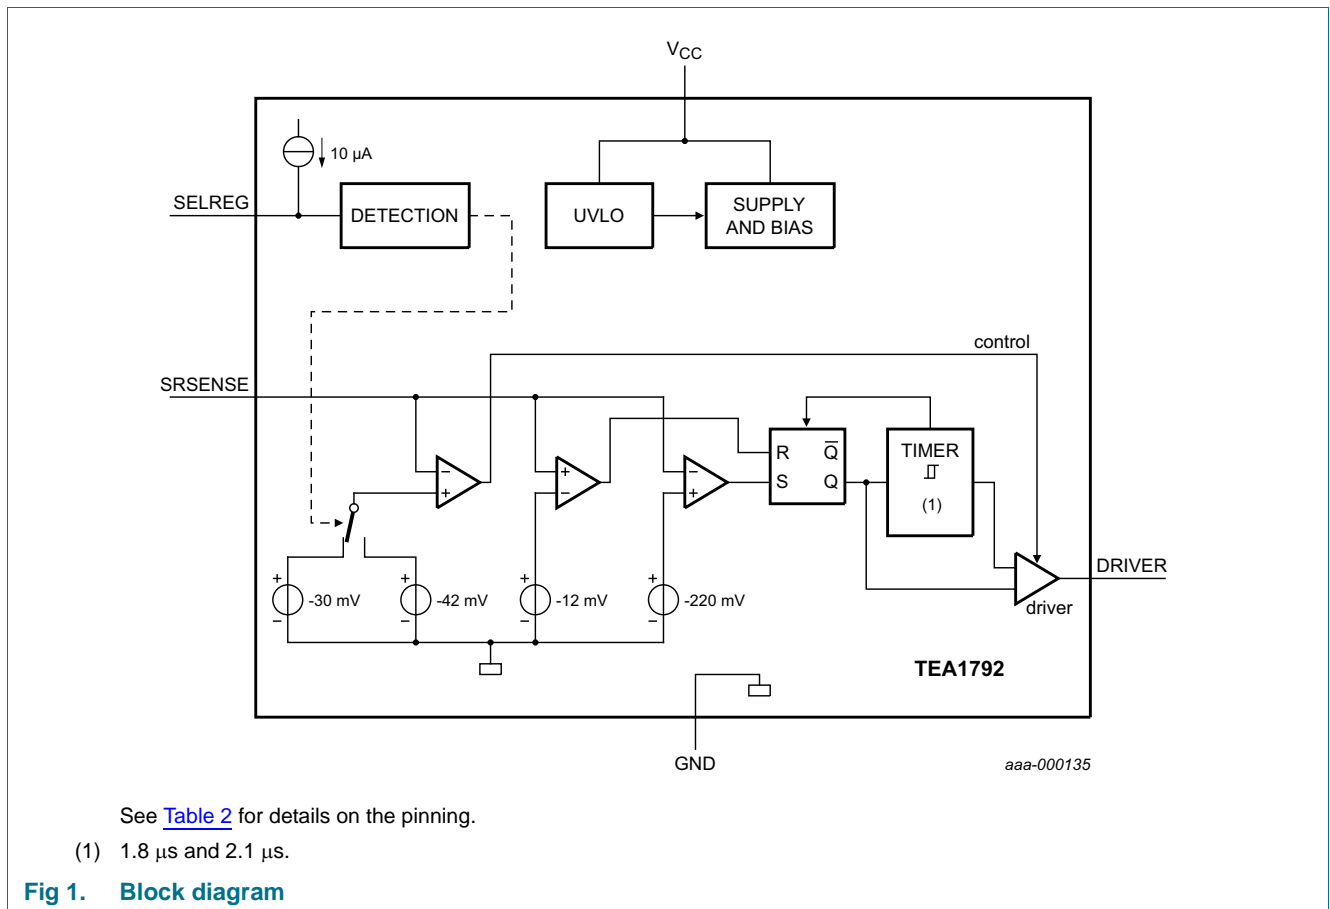 VCC
10 µA
SELREG
DETECTION
UVLO
SUPPLY
AND BIAS
control
SRSENSE
R
Q̅
S
Q
TIMER
(1)
−
+
+
−
−
+
+
-30 mV
−
+
-42 mV
−
+
-12 mV
−
+
-220 mV
−
DRIVER
driver
TEA1792
GND
aaa-000135
See Table 2 for details on the pinning.
(1) 1.8 μs and 2.1 μs.
Fig 1. Block diagram